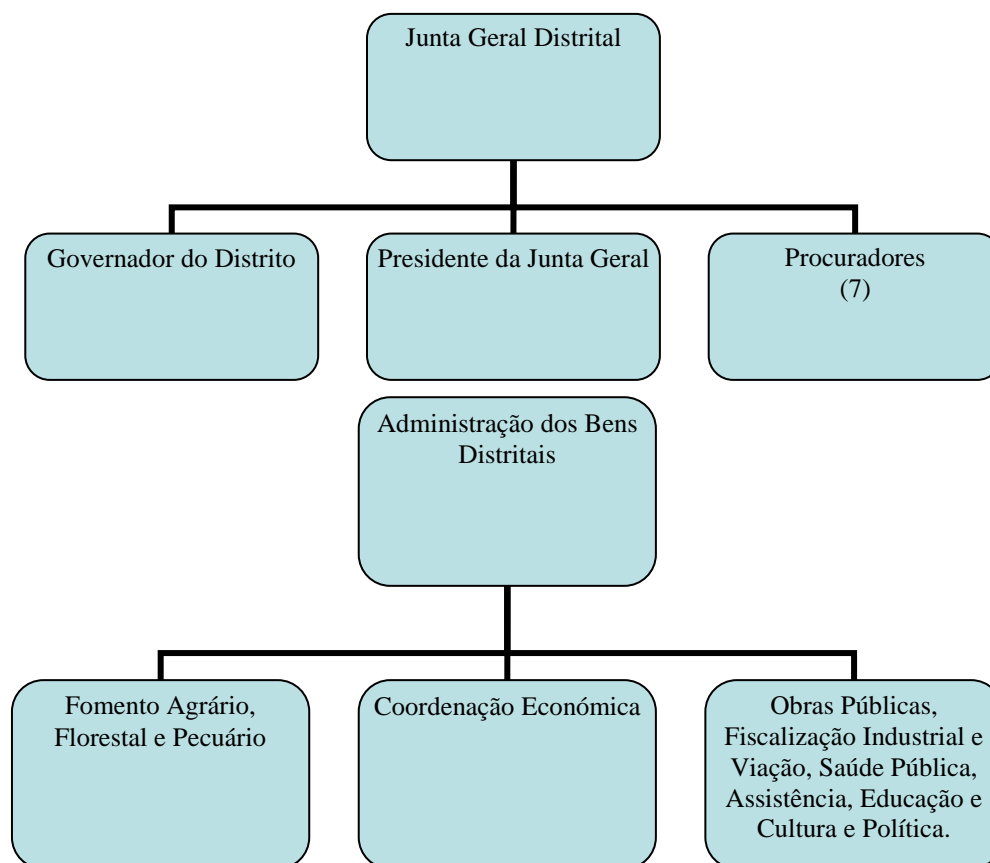 Junta Geral Distrital
Governador do Distrito
Presidente da Junta Geral
Procuradores
(7)
Administração dos Bens
Distritais
Fomento Agrário,
Florestal e Pecuário
Coordenação Económica
Obras Públicas,
Fiscalização Industrial e
Viação, Saúde Pública,
Assistência, Educação e
Cultura e Política.